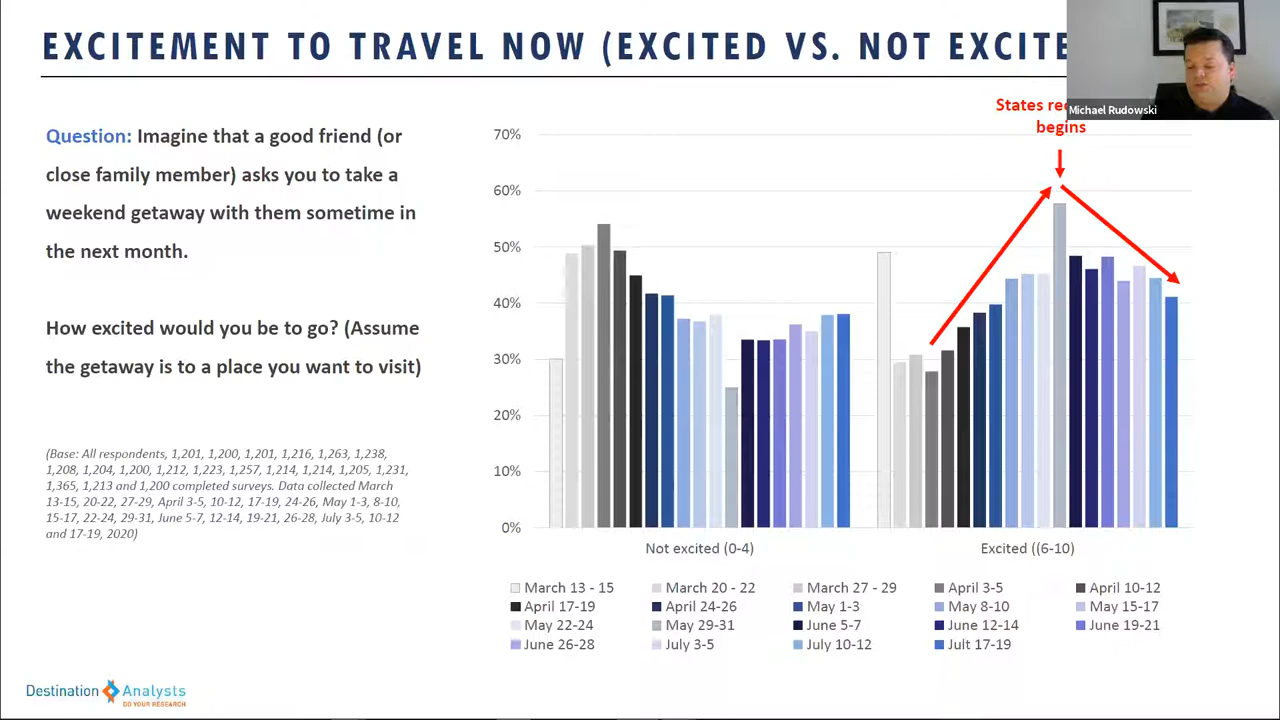 EXCITEMENT TO TRAVEL NOW (EXCITED VS. NOT EXCITE
Michael Rudowski
Question: Imagine that a good friend (or
close family member) asks you to take a
weekend getaway with them sometime in
the next month.
How excited would you be to go? (Assume
the getaway is to a place you want to visit)
(Base: All respondents, 1,201, 1,200, 1,201, 1,216, 1,263, 1,238,
1,208, 1,204, 1,200, 1,212, 1,223, 1,257, 1,214, 1,214, 1,205, 1,231,
1,365, 1,213 and 1,200 completed surveys. Data collected March
13-15, 20-22, 27-29, April 3-5, 10-12, 17-19, 24-26, May 1-3, 8-10,
15-17, 22-24, 29-31, June 5-7, 12-14, 19-21, 26-28, July 3-5, 10-12
and 17-19, 2020)
States
begins
70%
60%
50%
40%
30%
20%
10%
0%
Not excited (0-4) Excited ((6-10)
March 13 - 15 March 20 - 22 March 27 - 29 April 3-5 April 10-12
April 17-19 April 24-26 May 1-3 May 8-10 May 15-17
May 22-24 May 29-31 June 5-7 June 12-14 June 19-21
June 26-28 July 3-5 July 10-12 Jult 17-19
Destination Analysts
DO YOUR RESEARCH